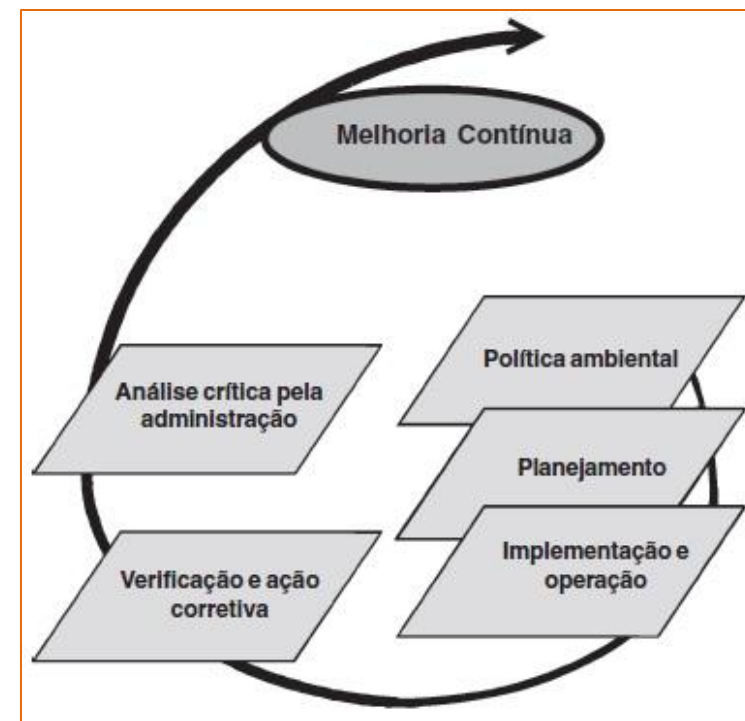 Melhoria Contínua
Política ambiental
Planejamento
Implementação e
operação
Verificação e ação
corretiva
Análise crítica pela
administração